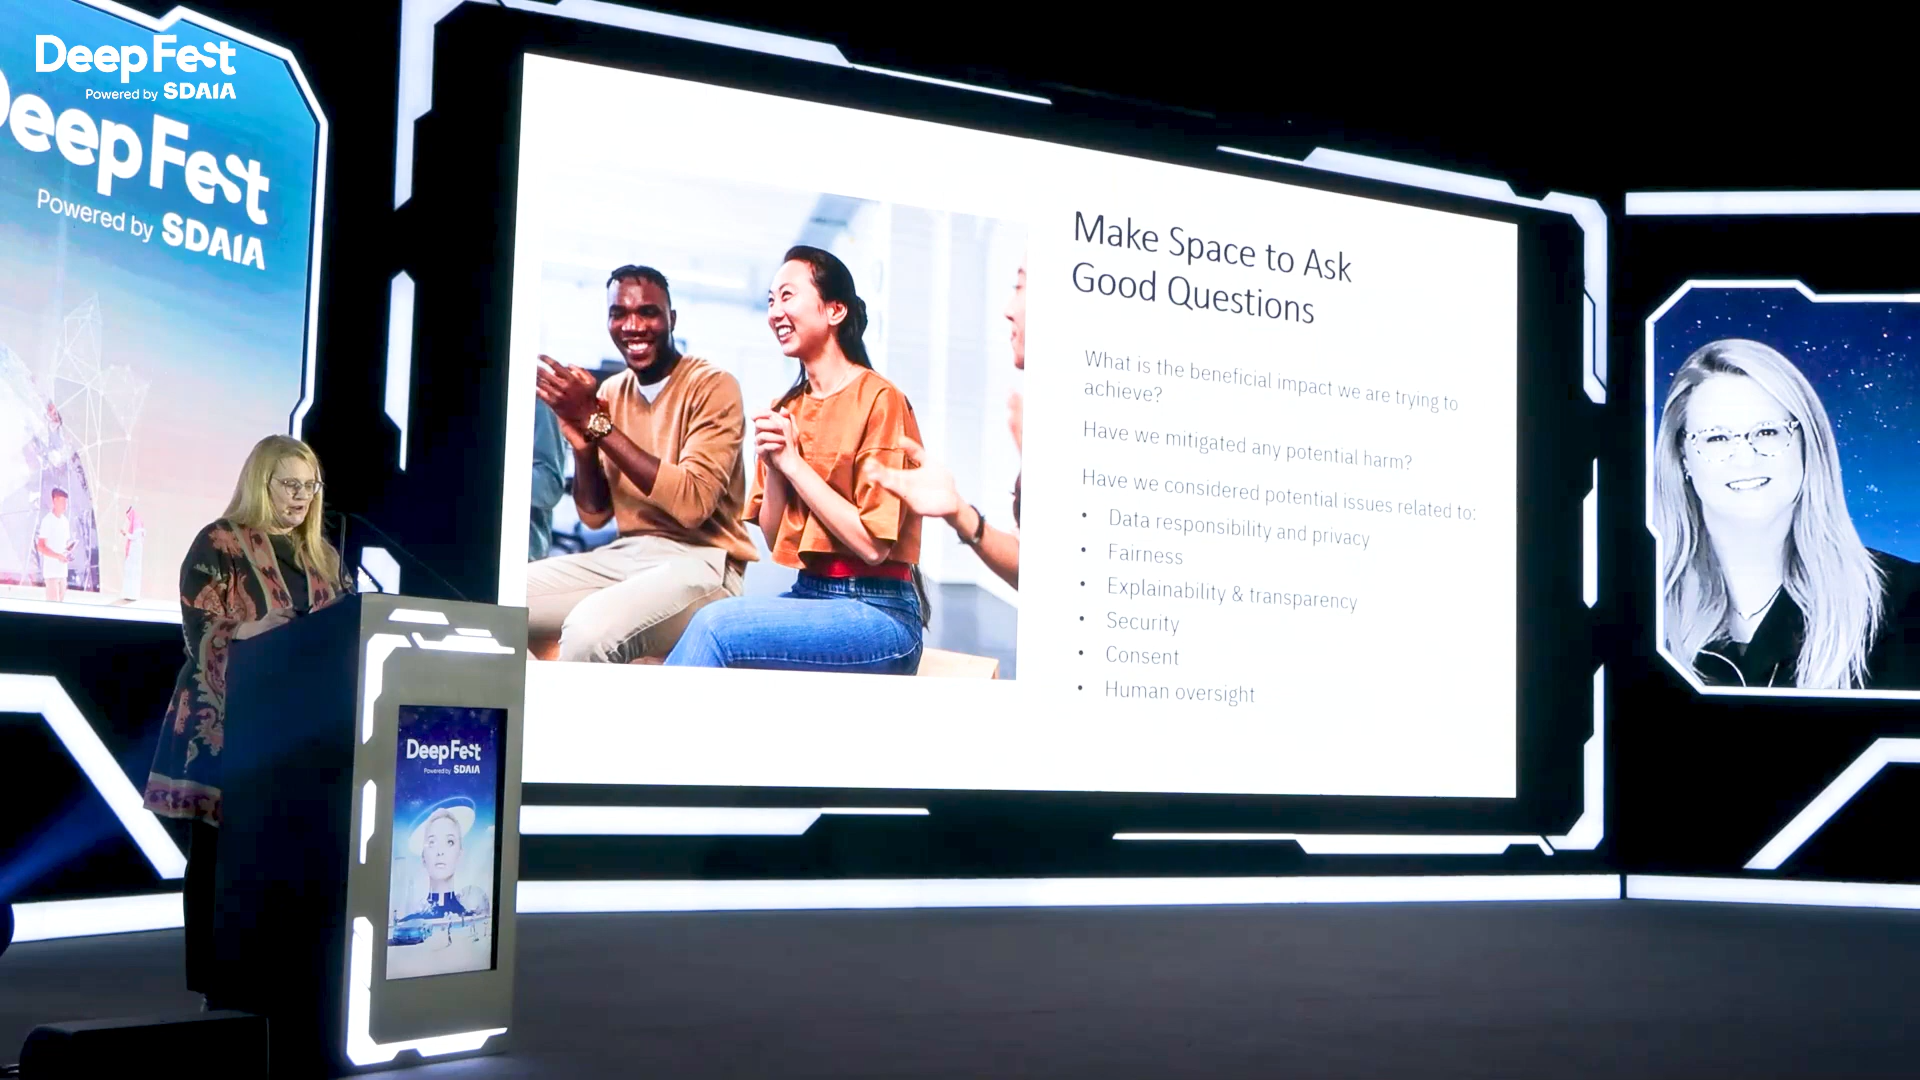 DeepFest
Powered by SDAIA
DeepFest
Powered by SDAIA
Make Space to Ask
Good Questions
What is the beneficial impact we are trying to
achieve?
Have we mitigated any potential harm?
Have we considered potential issues related to:
• Data responsibility and privacy
• Fairness
• Explainability & transparency
• Security
• Consent
• Human oversight
DeepFest
Powered by SDAIA